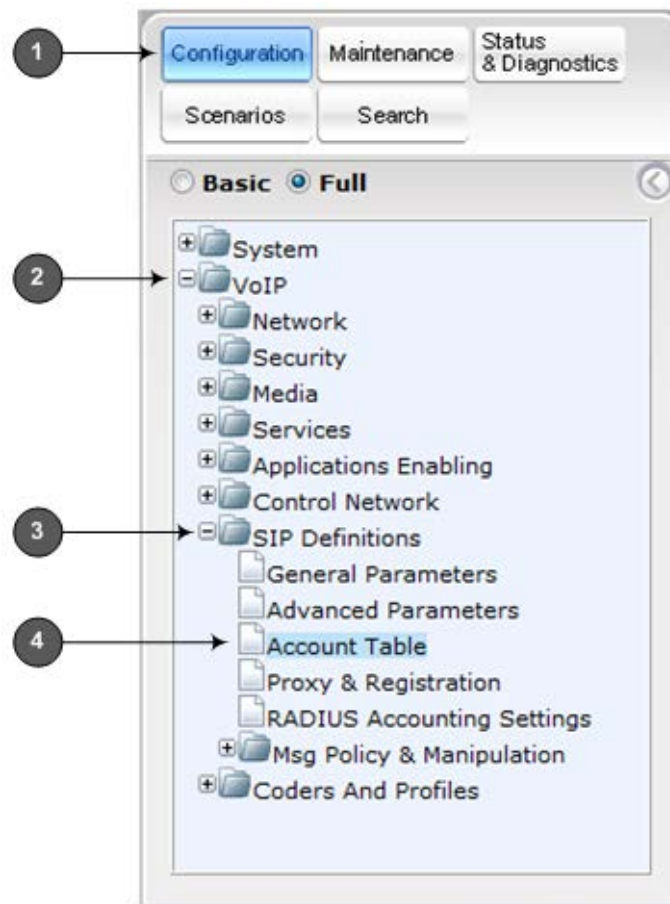 1
Configuration
Maintenance
Status
& Diagnostics
Scenarios
Search
Basic Full
System
2
VoIP
Network
Security
Media
Services
Applications Enabling
Control Network
3
SIP Definitions
General Parameters
Advanced Parameters
4
Account Table
Proxy & Registration
RADIUS Accounting Settings
Msg Policy & Manipulation
Coders And Profiles